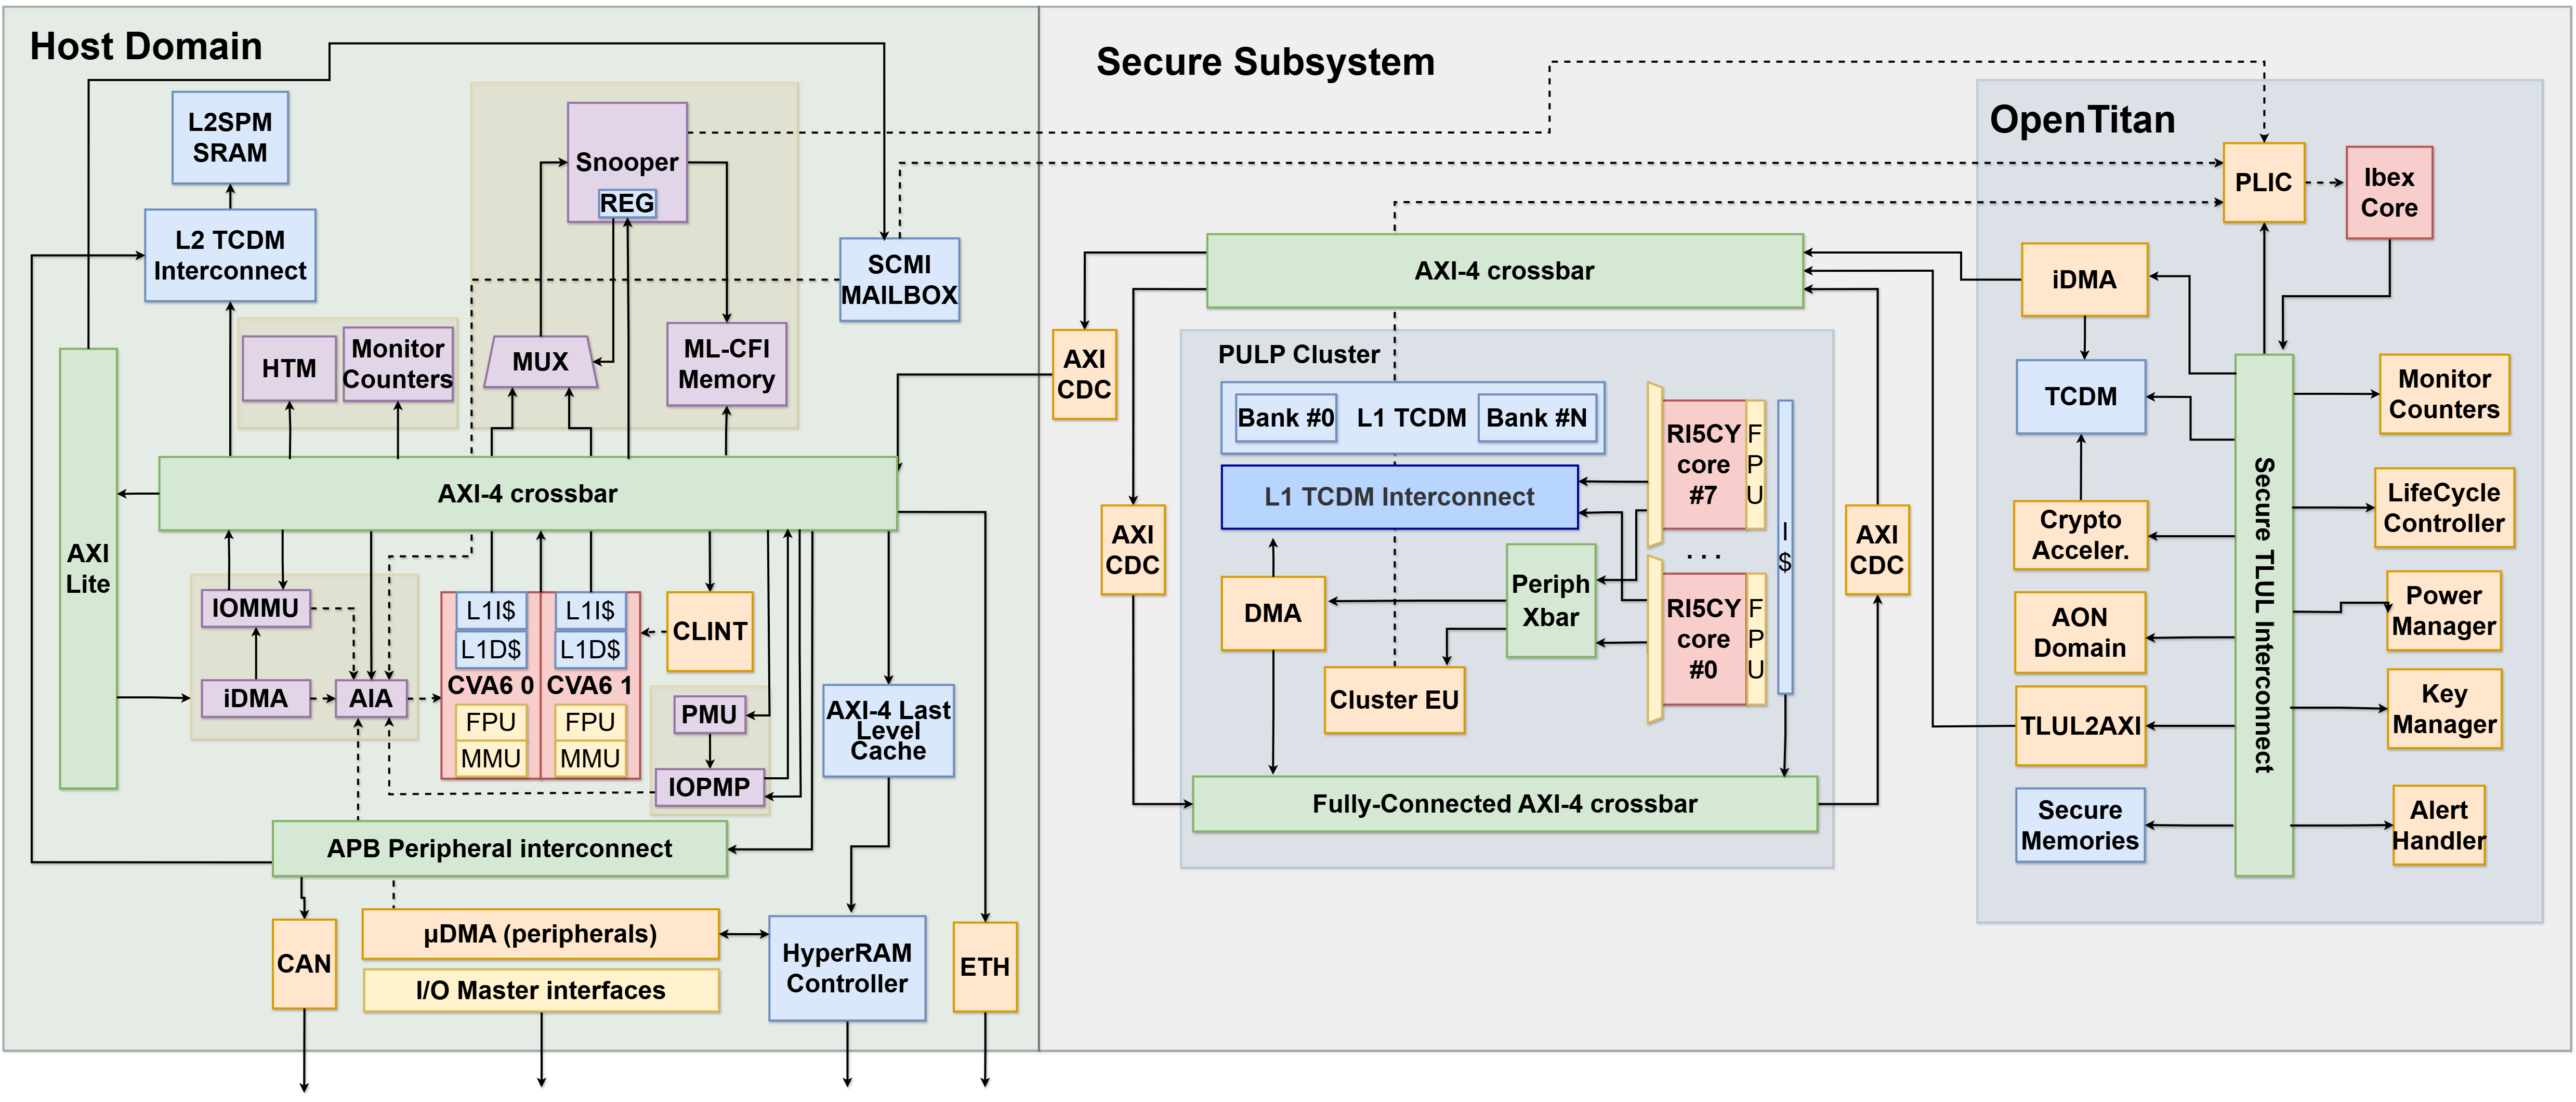 Host Domain
L2SPM
SRAM
L2 TCDM
Interconnect
HTM
Monitor
Counters
Snooper
REG
MUX
ML-CFI
Memory
SCMI
MAILBOX
AXI
Lite
AXI-4 crossbar
IOMMU
iDMA
AIA
L1I$
L1D$
CVA6 0
FPU
MMU
L1I$
L1D$
CVA6 1
FPU
MMU
CLINT
PMU
IOPMP
AXI-4 Last
Level
Cache
APB Peripheral interconnect
CAN
µDMA (peripherals)
I/O Master interfaces
HyperRAM
Controller
ETH
Secure Subsystem
AXI
CDC
AXI
CDC
AXI-4 crossbar
PULP Cluster
Bank #0
L1 TCDM
Bank #N
L1 TCDM Interconnect
DMA
Periph
Xbar
Cluster EU
RI5CY
core
#7
F
P
U
...
RI5CY
core
#0
F
P
U
I
$
Fully-Connected AXI-4 crossbar
AXI
CDC
OpenTitan
PLIC
Ibex
Core
iDMA
TCDM
Crypto
Acceler.
AON
Domain
TLUL2AXI
Secure
Memories
Secure TLUL Interconnect
Monitor
Counters
LifeCycle
Controller
Power
Manager
Key
Manager
Alert
Handler